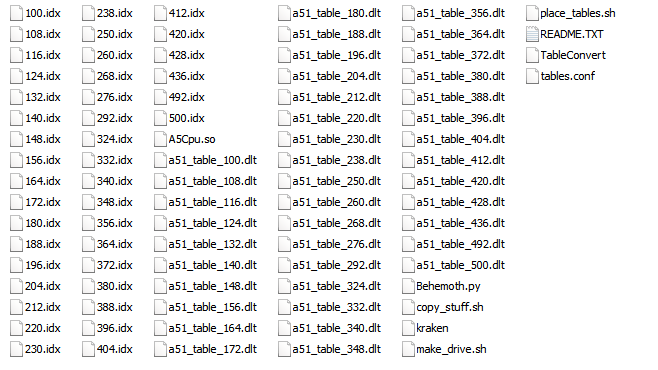 100.idx
108.idx
116.idx
124.idx
132.idx
140.idx
148.idx
156.idx
164.idx
172.idx
180.idx
188.idx
196.idx
204.idx
212.idx
220.idx
230.idx
238.idx
250.idx
260.idx
268.idx
276.idx
292.idx
324.idx
332.idx
340.idx
348.idx
356.idx
364.idx
372.idx
380.idx
388.idx
396.idx
404.idx
412.idx
420.idx
428.idx
436.idx
492.idx
500.idx
A5Cpu.so
a51_table_100.dlt
a51_table_108.dlt
a51_table_116.dlt
a51_table_124.dlt
a51_table_132.dlt
a51_table_140.dlt
a51_table_148.dlt
a51_table_156.dlt
a51_table_164.dlt
a51_table_172.dlt
a51_table_180.dlt
a51_table_188.dlt
a51_table_196.dlt
a51_table_204.dlt
a51_table_212.dlt
a51_table_220.dlt
a51_table_230.dlt
a51_table_238.dlt
a51_table_250.dlt
a51_table_260.dlt
a51_table_268.dlt
a51_table_276.dlt
a51_table_292.dlt
a51_table_324.dlt
a51_table_332.dlt
a51_table_340.dlt
a51_table_348.dlt
a51_table_356.dlt
a51_table_364.dlt
a51_table_372.dlt
a51_table_380.dlt
a51_table_388.dlt
a51_table_396.dlt
a51_table_404.dlt
a51_table_412.dlt
a51_table_420.dlt
a51_table_428.dlt
a51_table_436.dlt
a51_table_492.dlt
a51_table_500.dlt
Behemoth.py
copy_stuff.sh
kraken
make_drive.sh
place_tables.sh
README.TXT
TableConvert
tables.conf